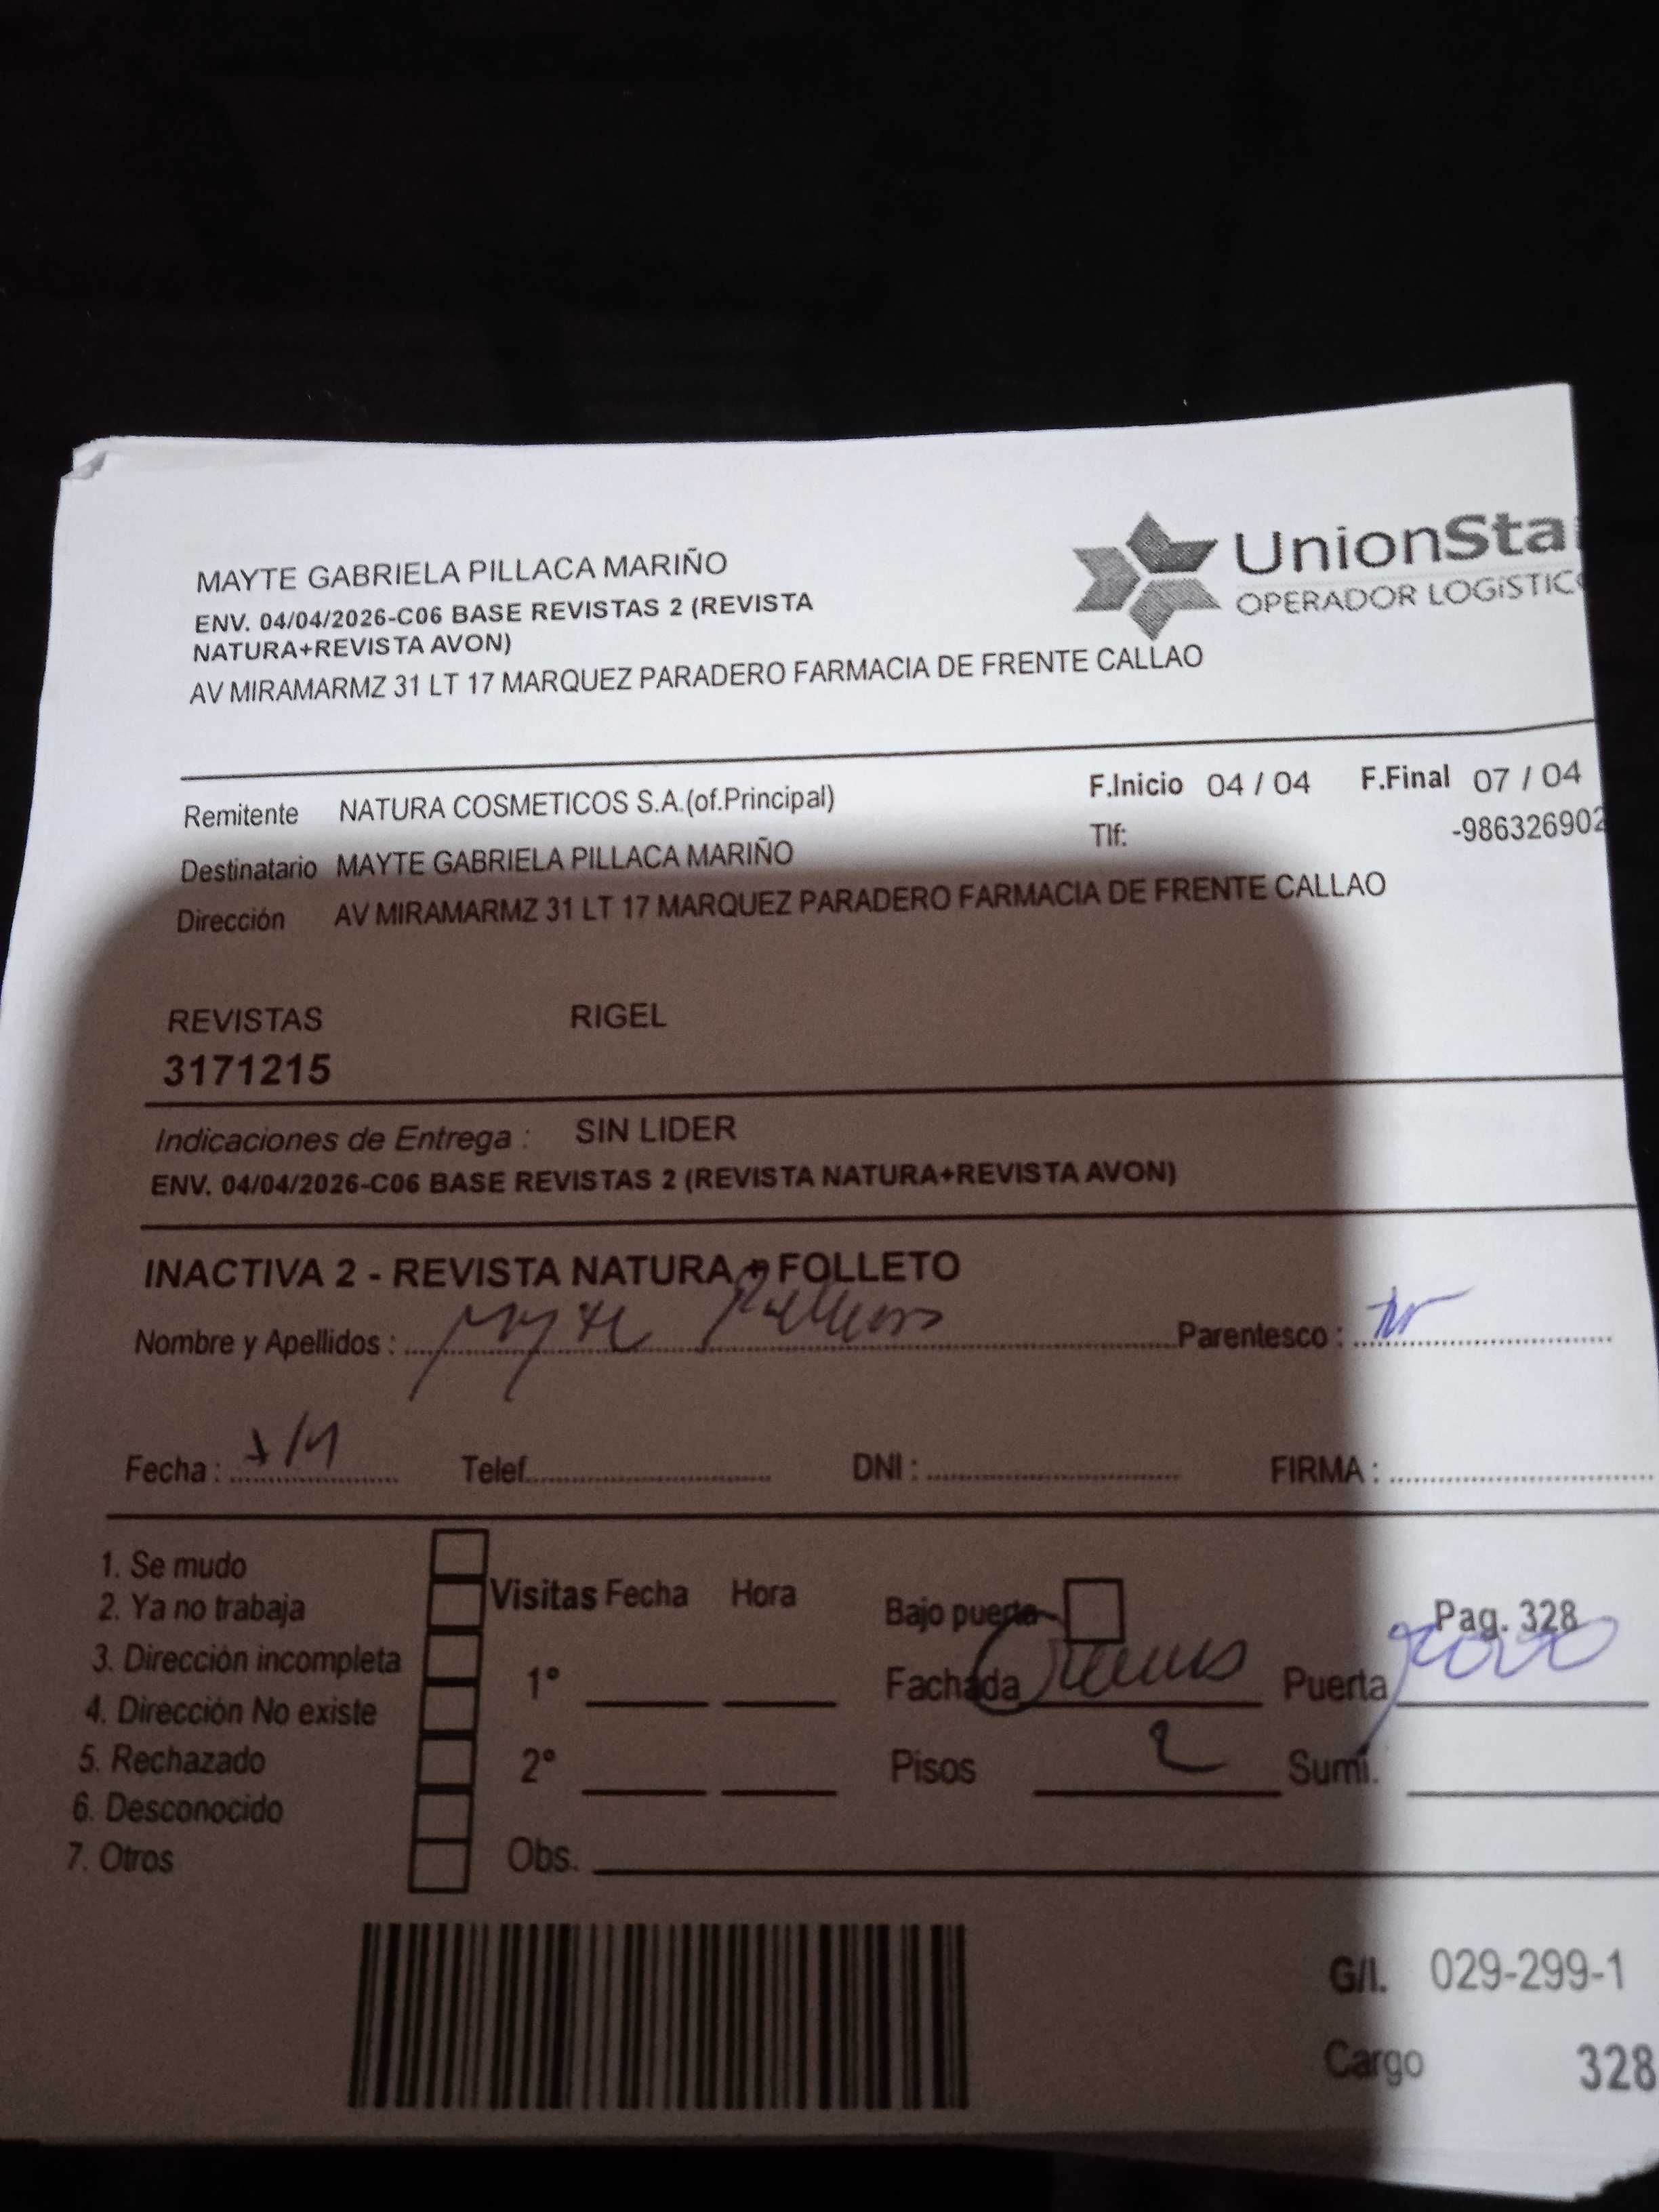 MAYTE GABRIELA PILLACA MARIÑO
ENV. 04/04/2026-C06 BASE REVISTAS 2 (REVISTA
NATURA+REVISTA AVON)
AV MIRAMARMZ 31 LT 17 MARQUEZ PARADERO FARMACIA DE FRENTE CALLAO
UnionSta
OPERADOR LOGíSTICO
Remitente NATURA COSMETICOS S.A.(of.Principal) F.Inicio 04 / 04 F.Final 07 / 04
Destinatario MAYTE GABRIELA PILLACA MARIÑO Tlf: -986326902
Dirección AV MIRAMARMZ 31 LT 17 MARQUEZ PARADERO FARMACIA DE FRENTE CALLAO
REVISTAS RIGEL
3171215
Indicaciones de Entrega : SIN LIDER
ENV. 04/04/2026-C06 BASE REVISTAS 2 (REVISTA NATURA+REVISTA AVON)
INACTIVA 2 - REVISTA NATURA + FOLLETO
Nombre y Apellidos : Mayte Parentesco :
Fecha : Telef. DNI : FIRMA :
1. Se mudo
2. Ya no trabaja
3. Dirección incompleta
4. Dirección No existe
5. Rechazado
6. Desconocido
7. Otros
Visitas Fecha Hora
1°
2°
Obs.
Bajo puerta Pag. 328
Fachada Puerta
Pisos 2 Sumi.
G/I. 029-299-1
Cargo 328